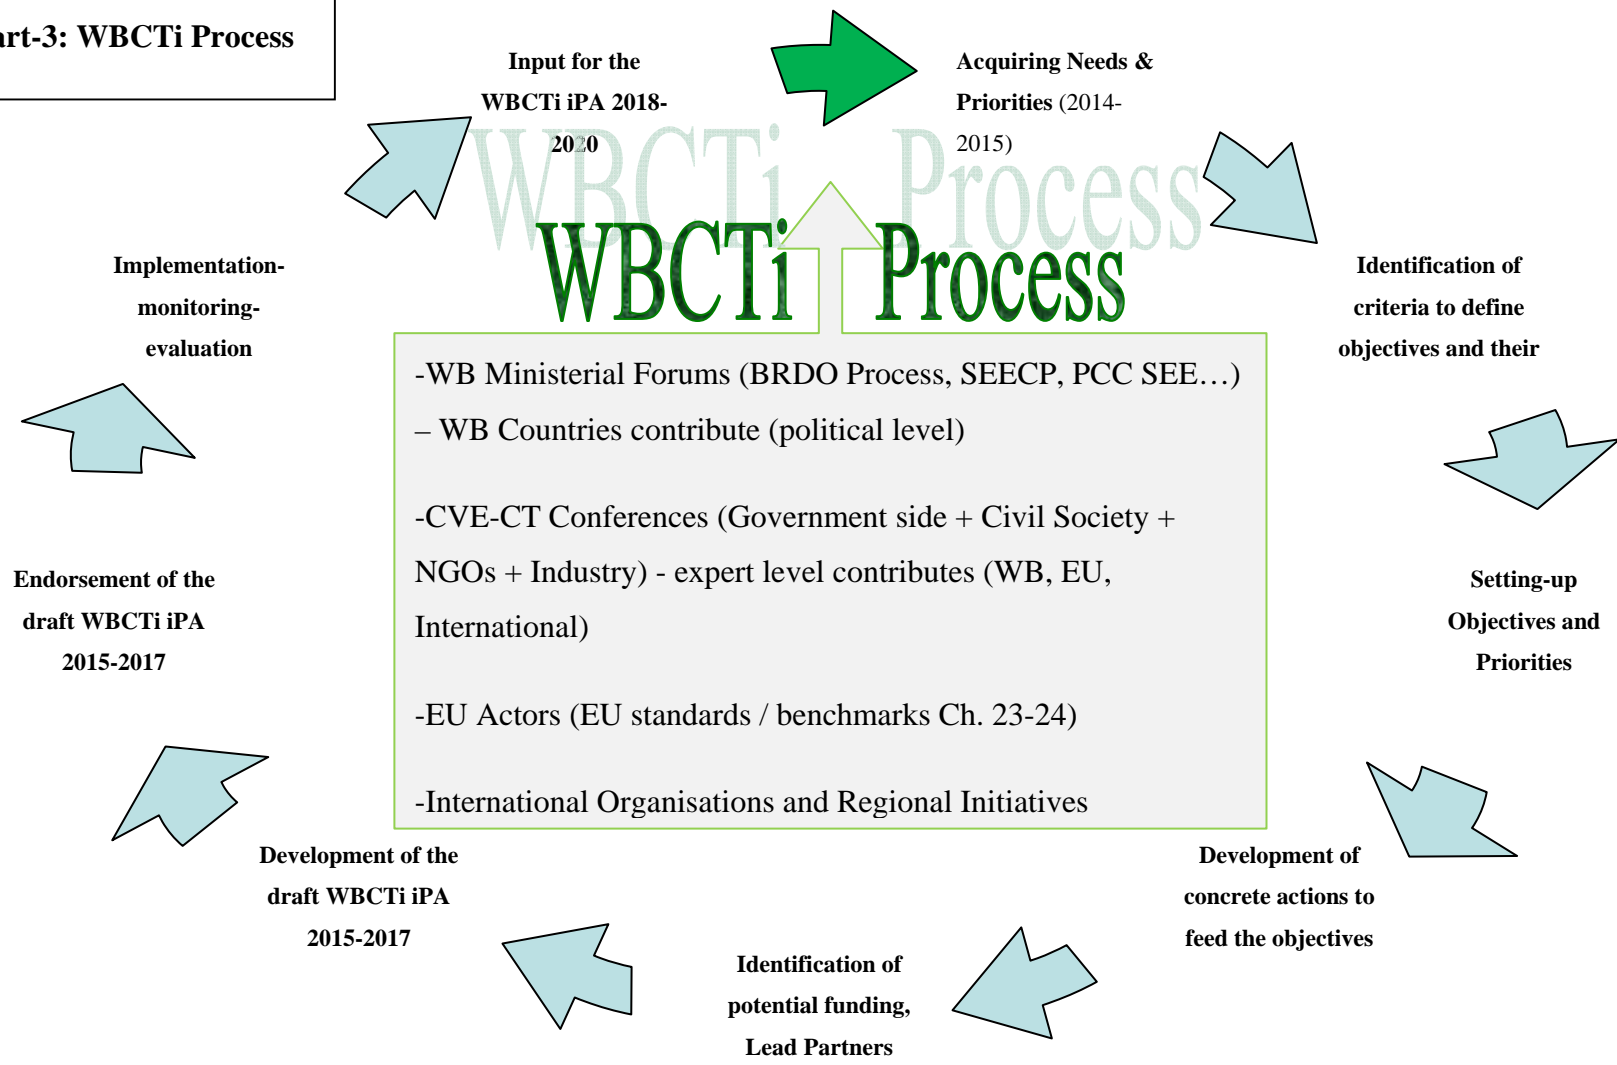 art-3: WBCTi Process
Input for the
WBCTi iPA 2018-
2020
Acquiring Needs &
Priorities (2014-
2015)
Identification of
criteria to define
objectives and their
Setting-up
Objectives and
Priorities
Development of
concrete actions to
feed the objectives
Identification of
potential funding,
Lead Partners
Development of the
draft WBCTi iPA
2015-2017
Endorsement of the
draft WBCTi iPA
2015-2017
Implementation-
monitoring-
evaluation
WBCTi Process
WBCTi Process
-WB Ministerial Forums (BRDO Process, SEECP, PCC SEE…)
– WB Countries contribute (political level)
-CVE-CT Conferences (Government side + Civil Society +
NGOs + Industry) - expert level contributes (WB, EU,
International)
-EU Actors (EU standards / benchmarks Ch. 23-24)
-International Organisations and Regional Initiatives